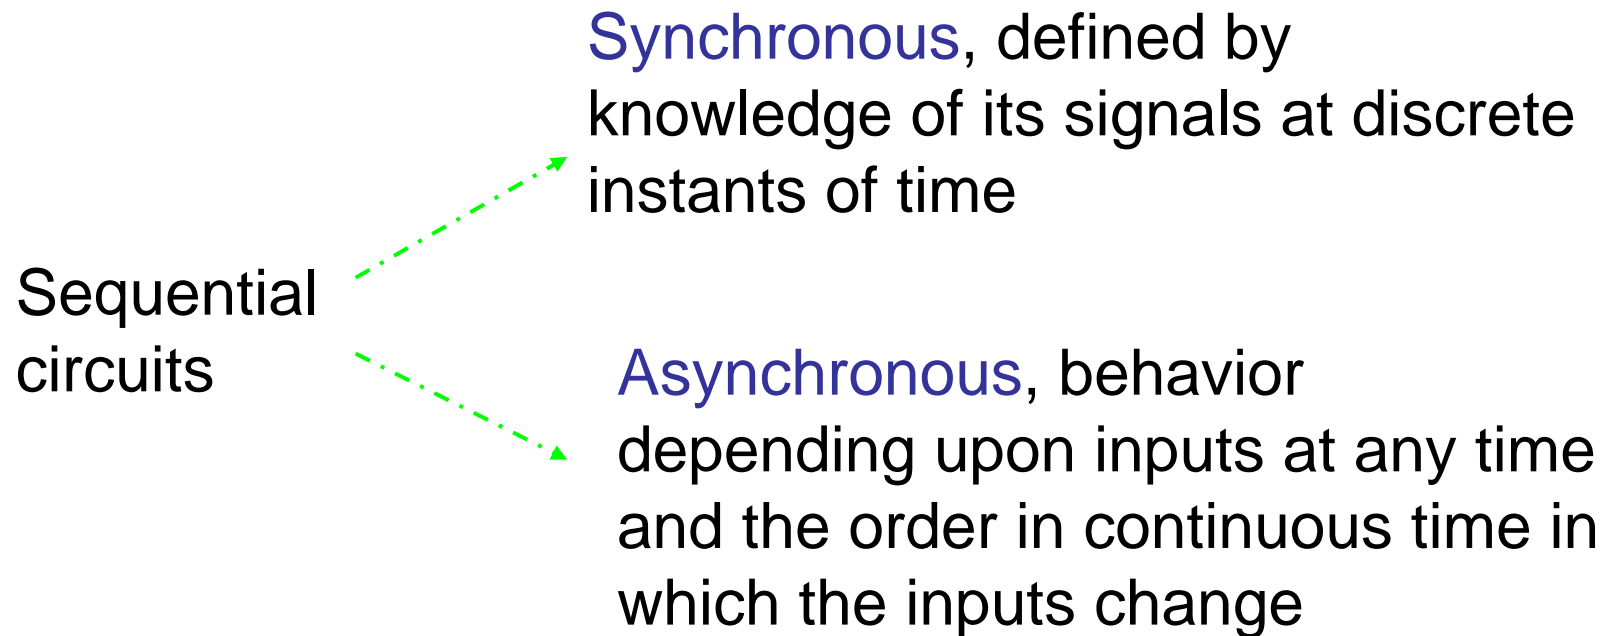 Synchronous, defined by
knowledge of its signals at discrete
instants of time
Sequential
circuits
Asynchronous, behavior
depending upon inputs at any time
and the order in continuous time in
which the inputs change